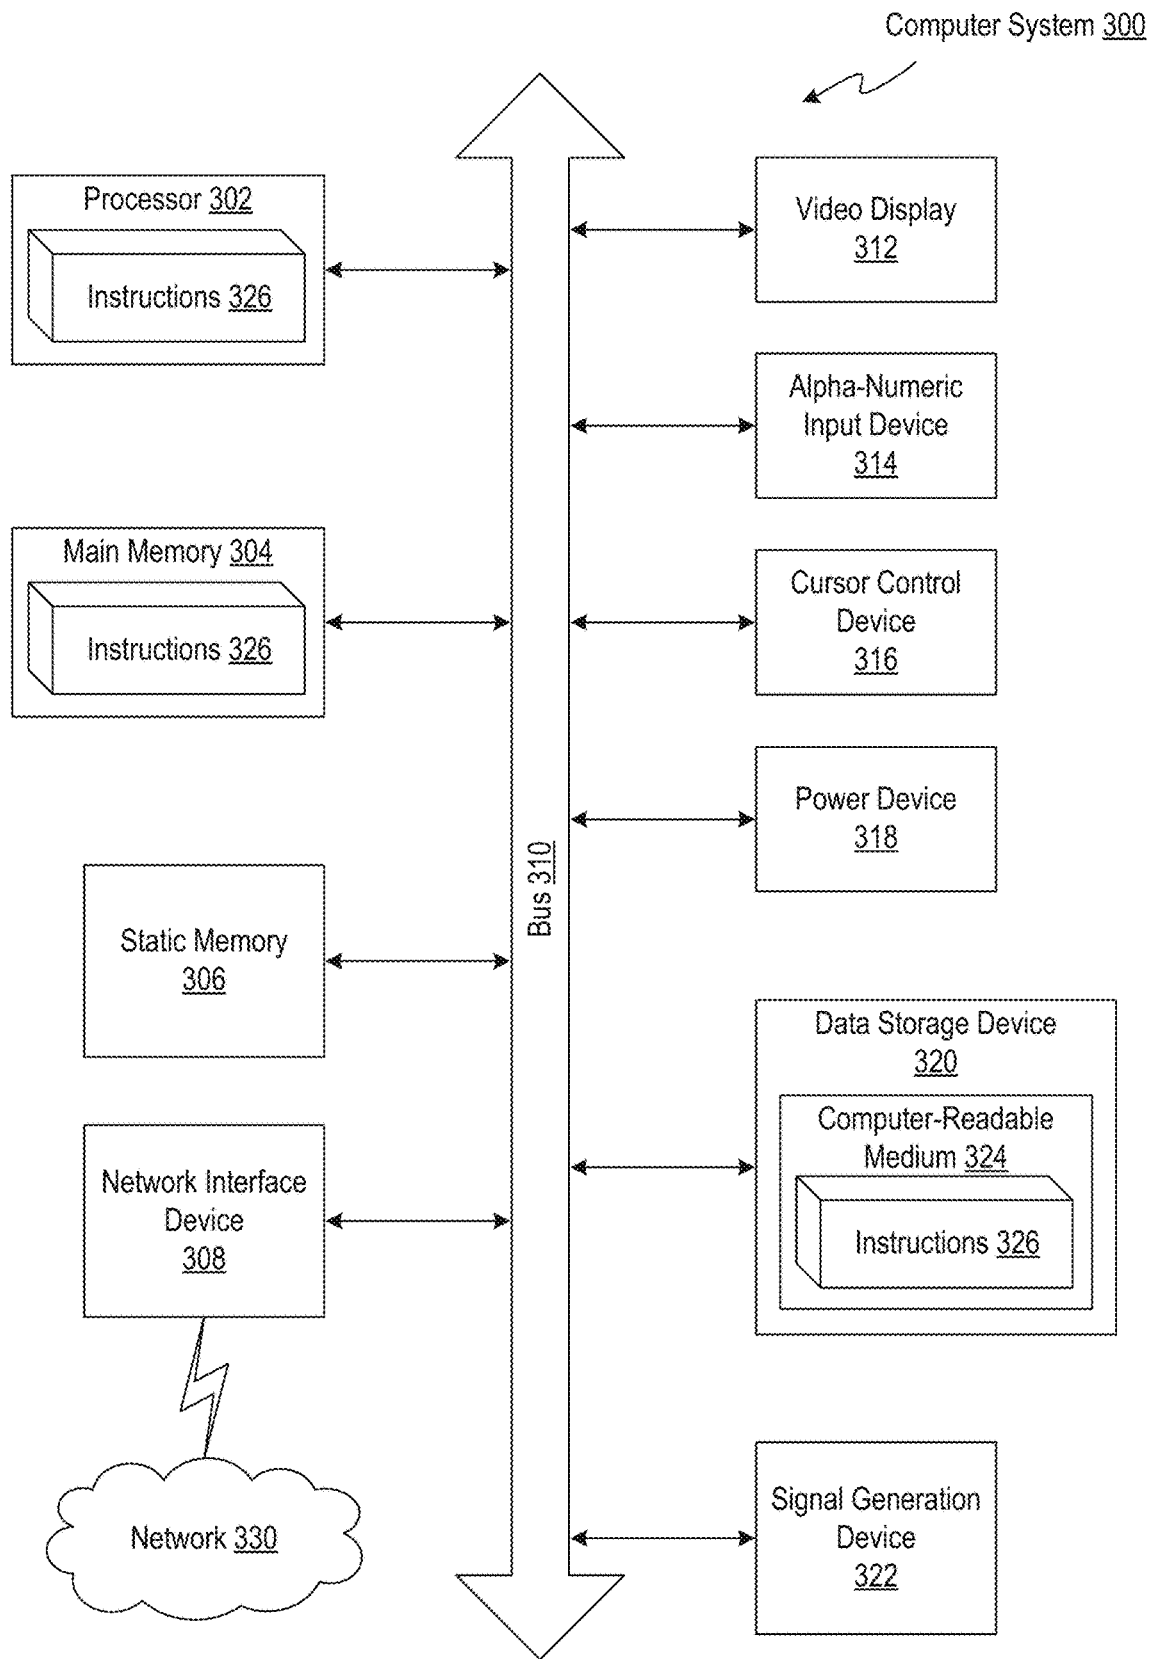 Computer System 300
Processor 302
Instructions 326
Main Memory 304
Instructions 326
Static Memory
306
Network Interface
Device
308
Network 330
Bus 310
Video Display
312
Alpha-Numeric
Input Device
314
Cursor Control
Device
316
Power Device
318
Data Storage Device
320
Computer-Readable
Medium 324
Instructions 326
Signal Generation
Device
322